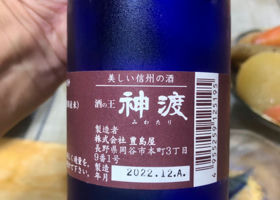 美しい信州の酒
酒の王 神渡
みわたり
製造者
株式会社 豊島屋
長野県岡谷市本町3丁目
9番1号
製造
年月 2022.12.A.
4955259125195